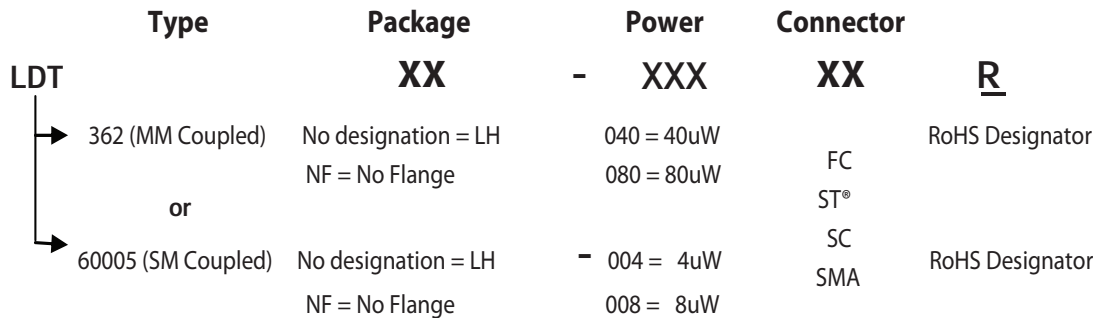 Type Package Power Connector
LDT XX - XXX XX R
362 (MM Coupled) No designation = LH 040 = 40uW RoHS Designator
FC
NF = No Flange 080 = 80uW
ST®
or
SC
60005 (SM Coupled) No designation = LH - 004 = 4uW RoHS Designator
SMA
NF = No Flange 008 = 8uW